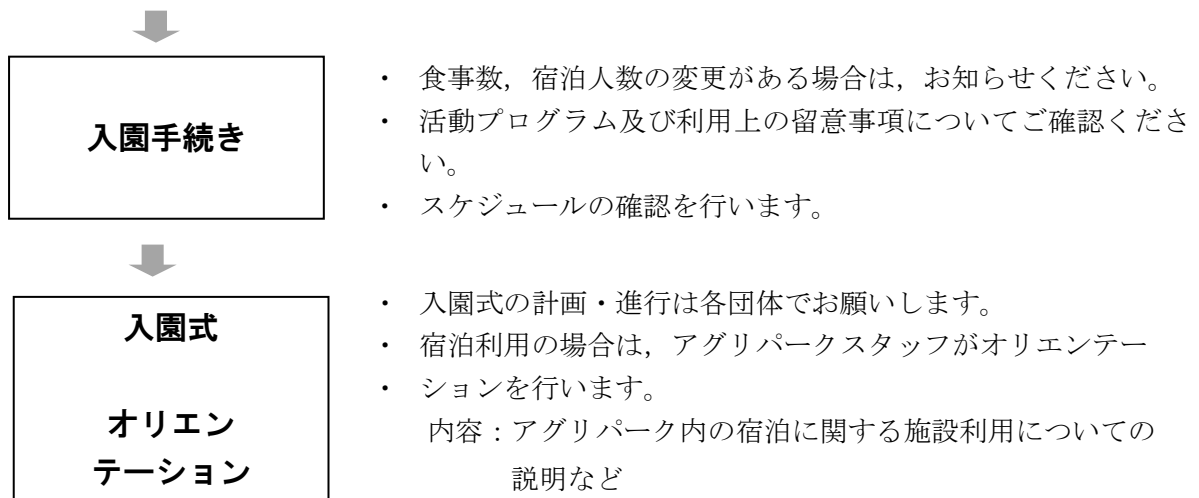 入園手続き
・ 食事数，宿泊人数の変更がある場合は，お知らせください。
・ 活動プログラム及び利用上の留意事項についてご確認くださ
い。
・ スケジュールの確認を行います。
入園式
オリエン
テーション
・ 入園式の計画・進行は各団体でお願いします。
・ 宿泊利用の場合は，アグリパークスタッフがオリエンテー
・ ションを行います。
内容：アグリパーク内の宿泊に関する施設利用についての
説明など